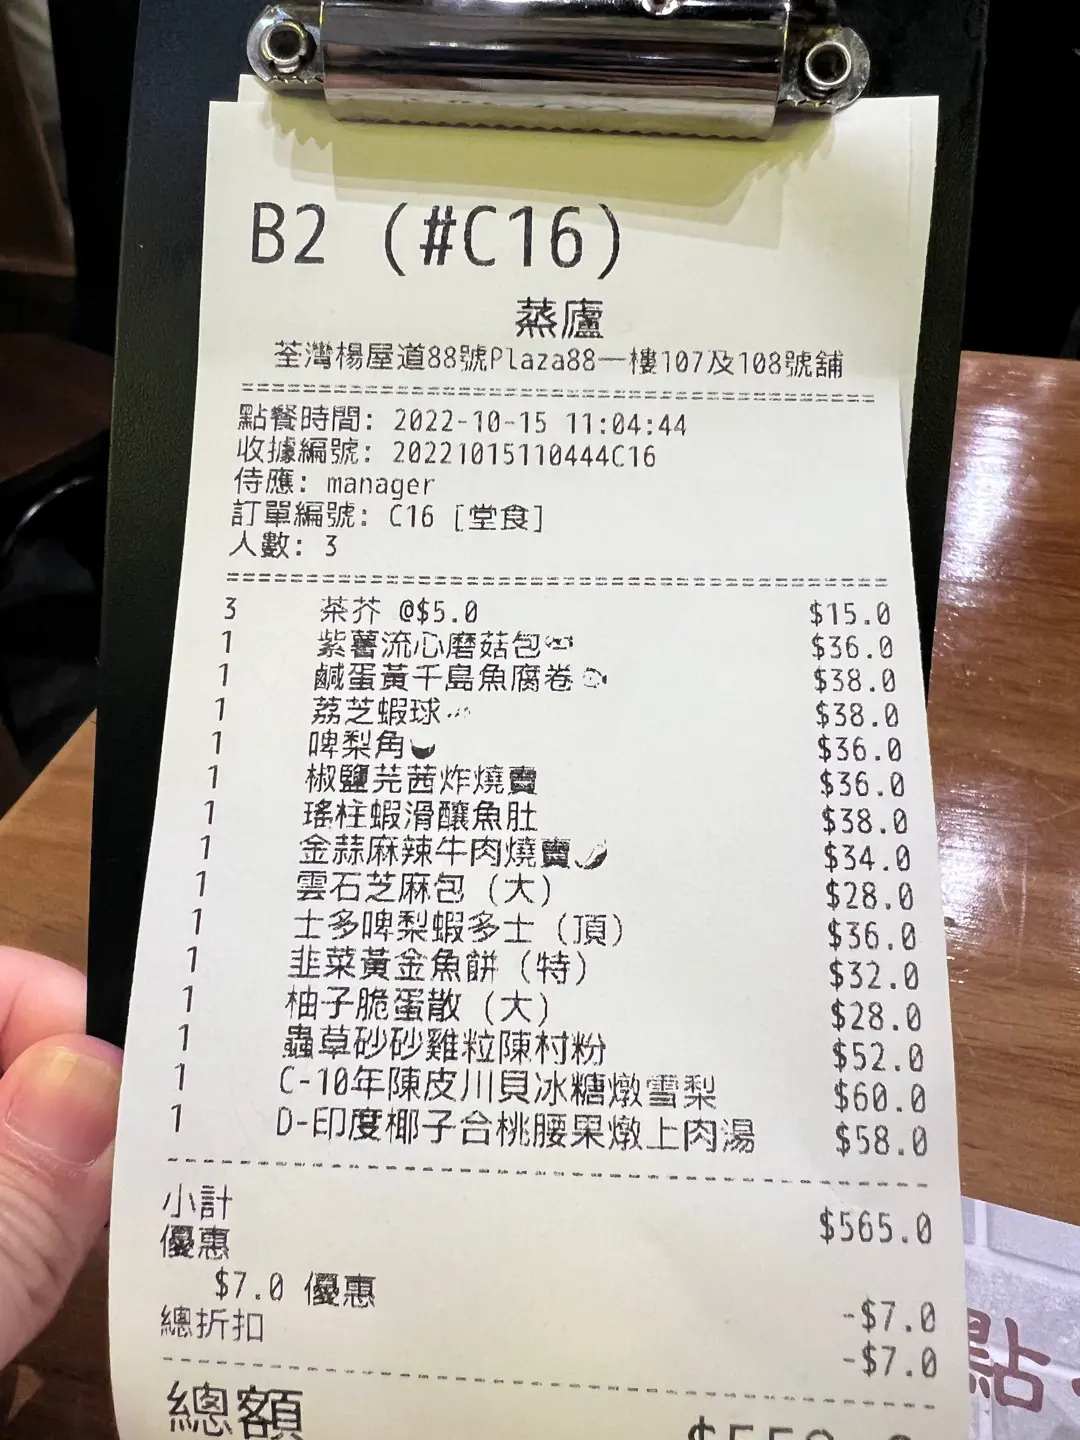 B2 (#C16)
蒸廬
荃灣楊屋道88號Plaza88一樓107及108號舖
點餐時間: 2022-10-15 11:04:44
收據編號: 20221015110444C16
侍應: manager
訂單編號: C16 [堂食]
人數: 3
3 茶芥 @$5.0 $15.0
1 紫薯流心磨菇包 $36.0
1 鹹蛋黃千島魚腐卷 $38.0
1 荔芝蝦球 $38.0
1 啤梨角 $36.0
1 椒鹽芫茜炸燒賣 $36.0
1 瑤柱蝦滑釀魚肚 $38.0
1 金蒜麻辣牛肉燒賣 $34.0
1 雲石芝麻包 (大) $28.0
1 士多啤梨蝦多士 (頂) $36.0
1 韭菜黃金魚餅 (特) $32.0
1 柚子脆蛋散 (大) $28.0
1 蟲草砂砂雞粒陳村粉 $52.0
1 C-10年陳皮川貝冰糖燉雪梨 $60.0
1 D-印度椰子合桃腰果燉上肉湯 $58.0
小計 $565.0
優惠
$7.0 優惠 -$7.0
總折扣 -$7.0
總額 $558.0
點